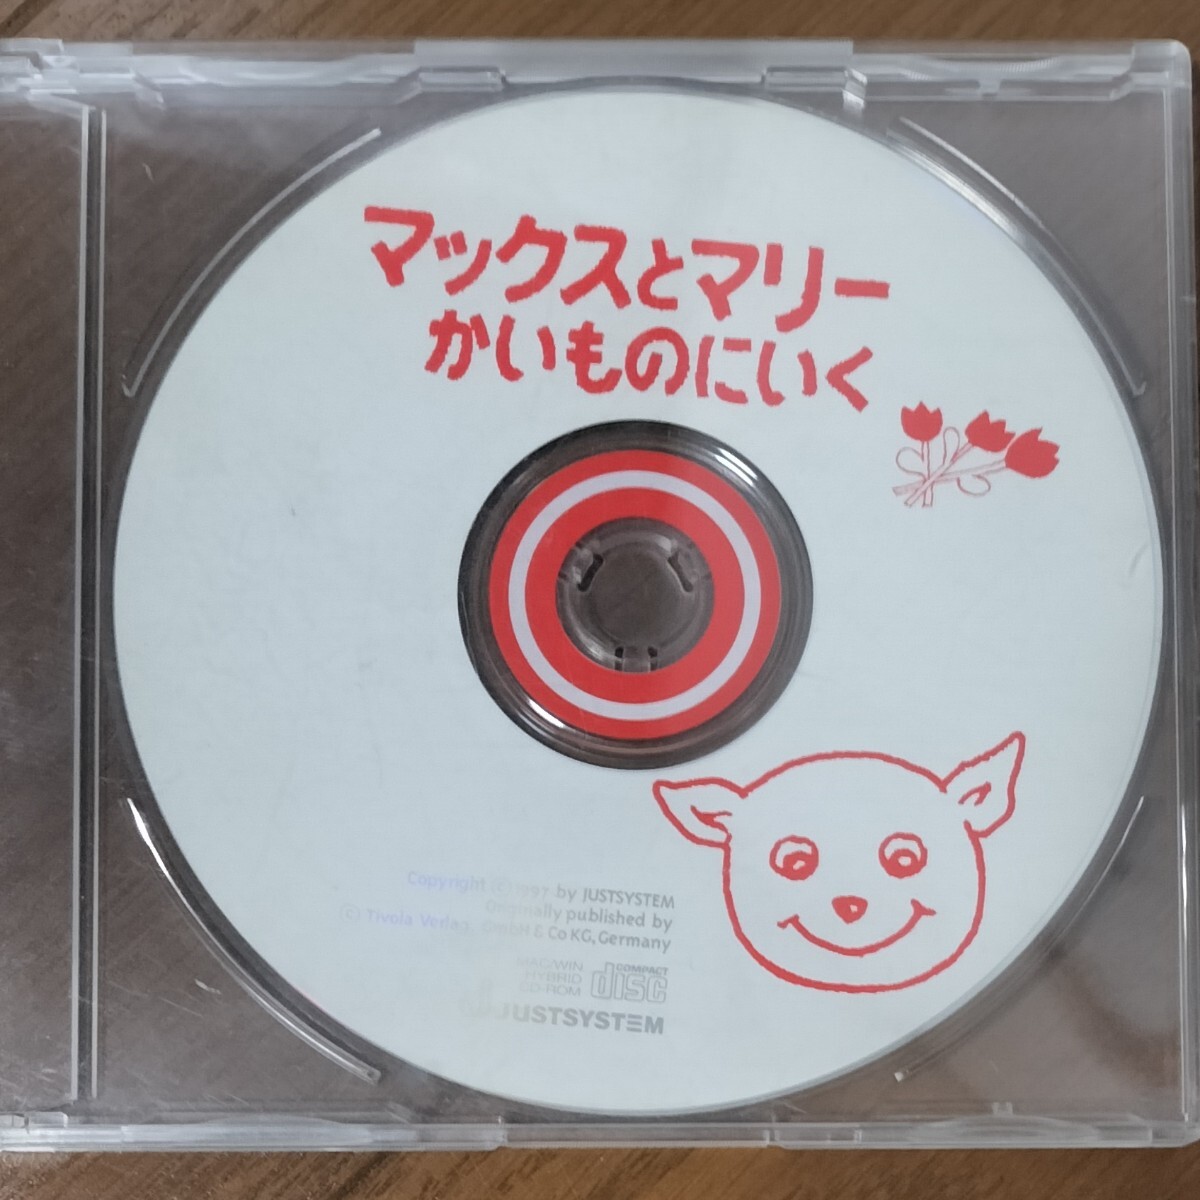 マックスとマリー
かいものにいく
Copyright (C) 1997 by JUSTSYSTEM
Originally published by
© Tivola Verlag, GmbH & Co KG, Germany
MAC/WIN
HYBRID
CD-ROM
COMPACT
disc
JUSTSYSTEM